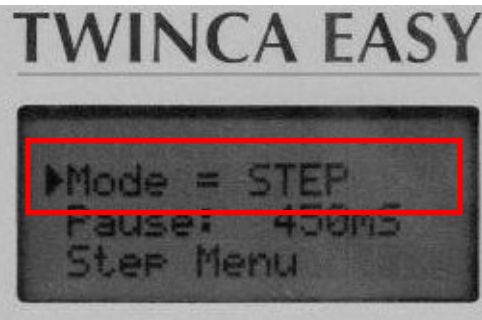 TWINCA EASY
▶Mode = STEP
Pause: 450mS
Step Menu